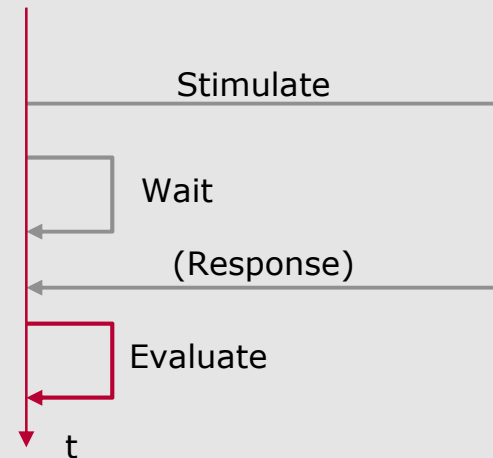 Stimulate
Wait
(Response)
Evaluate
t